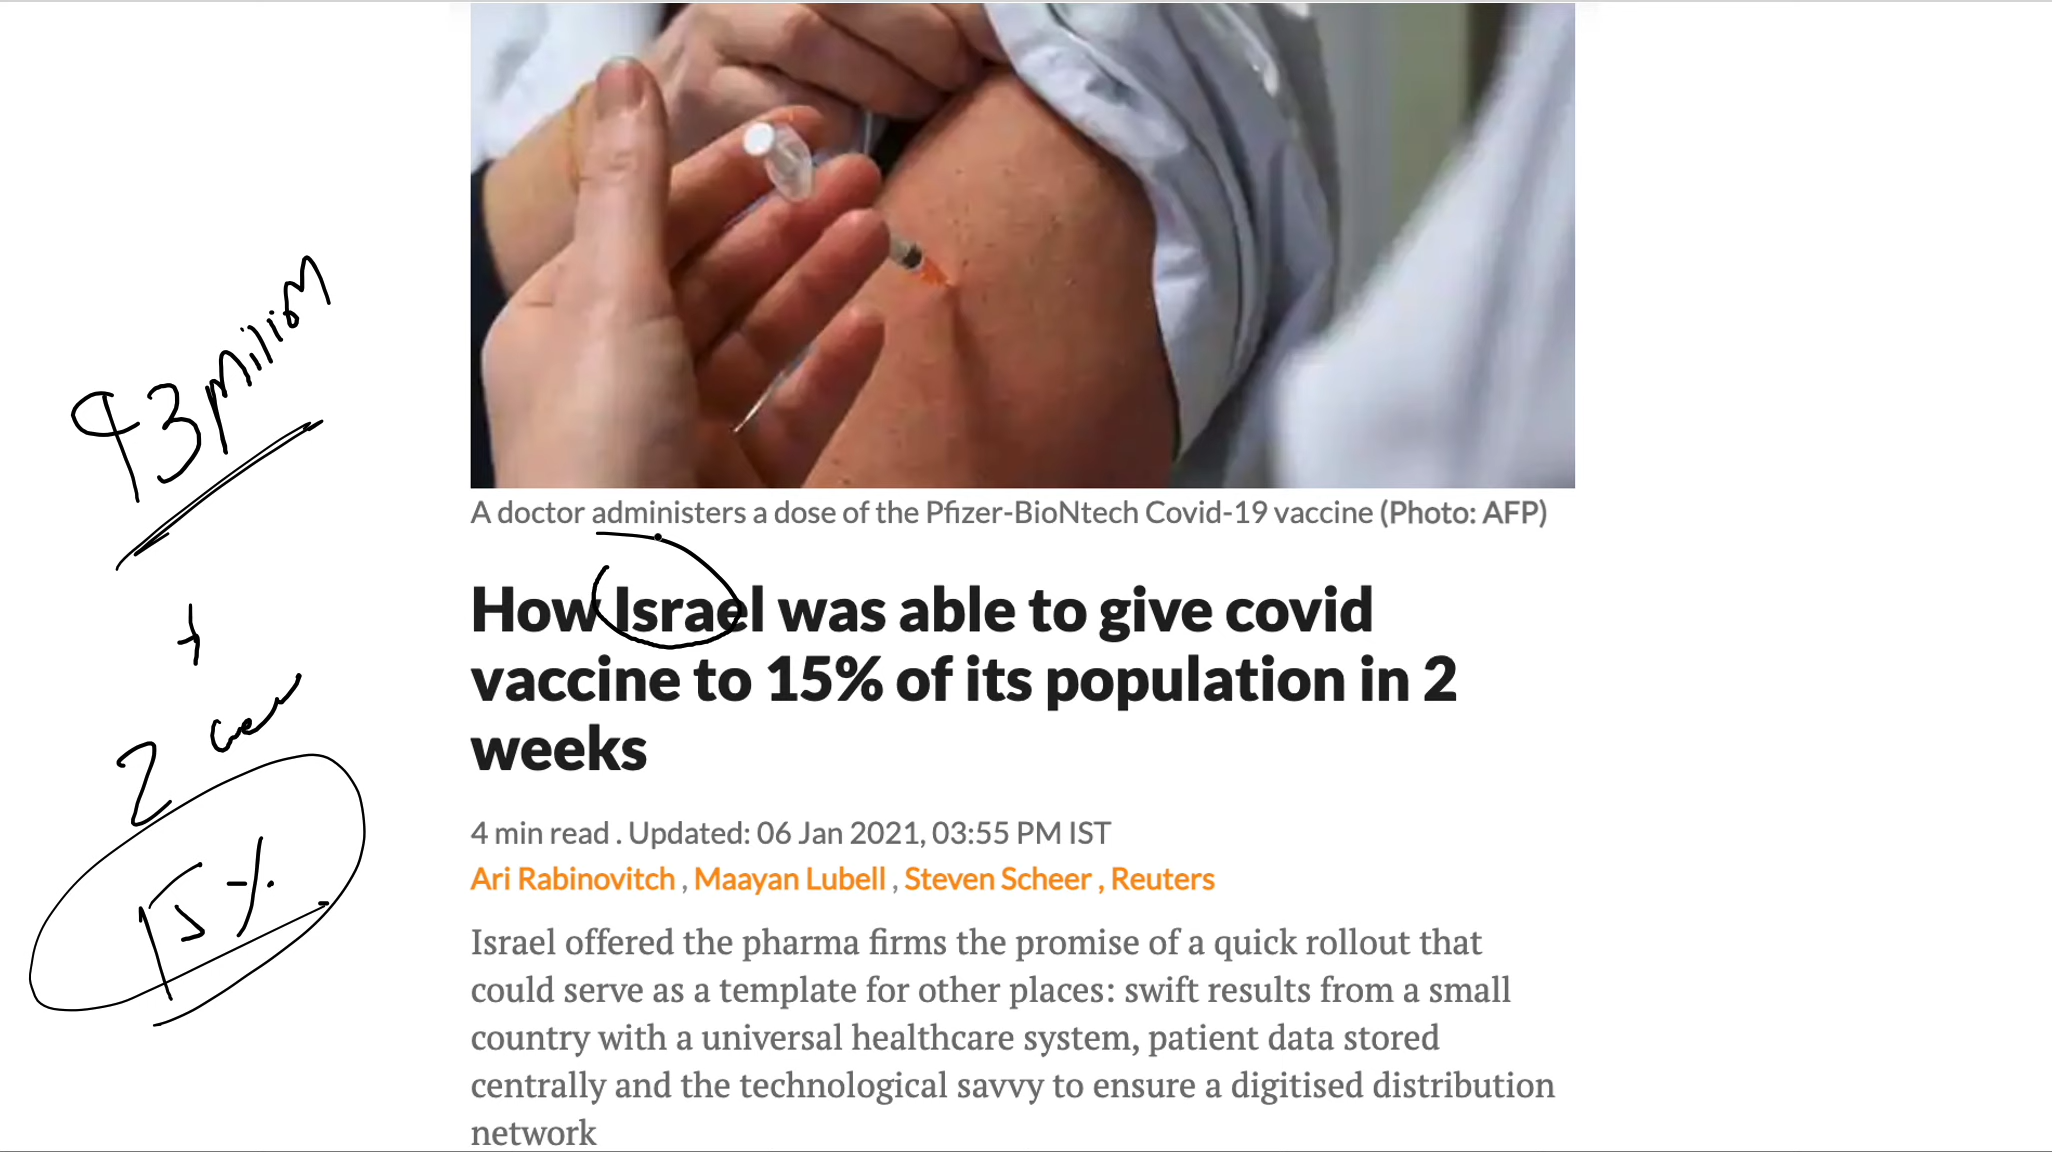 93 million
+
2 wee
15%
A doctor administers a dose of the Pfizer-BioNtech Covid-19 vaccine (Photo: AFP)
How Israel was able to give covid
vaccine to 15% of its population in 2
weeks
4 min read . Updated: 06 Jan 2021, 03:55 PM IST
Ari Rabinovitch , Maayan Lubell , Steven Scheer , Reuters
Israel offered the pharma firms the promise of a quick rollout that
could serve as a template for other places: swift results from a small
country with a universal healthcare system, patient data stored
centrally and the technological savvy to ensure a digitised distribution
network